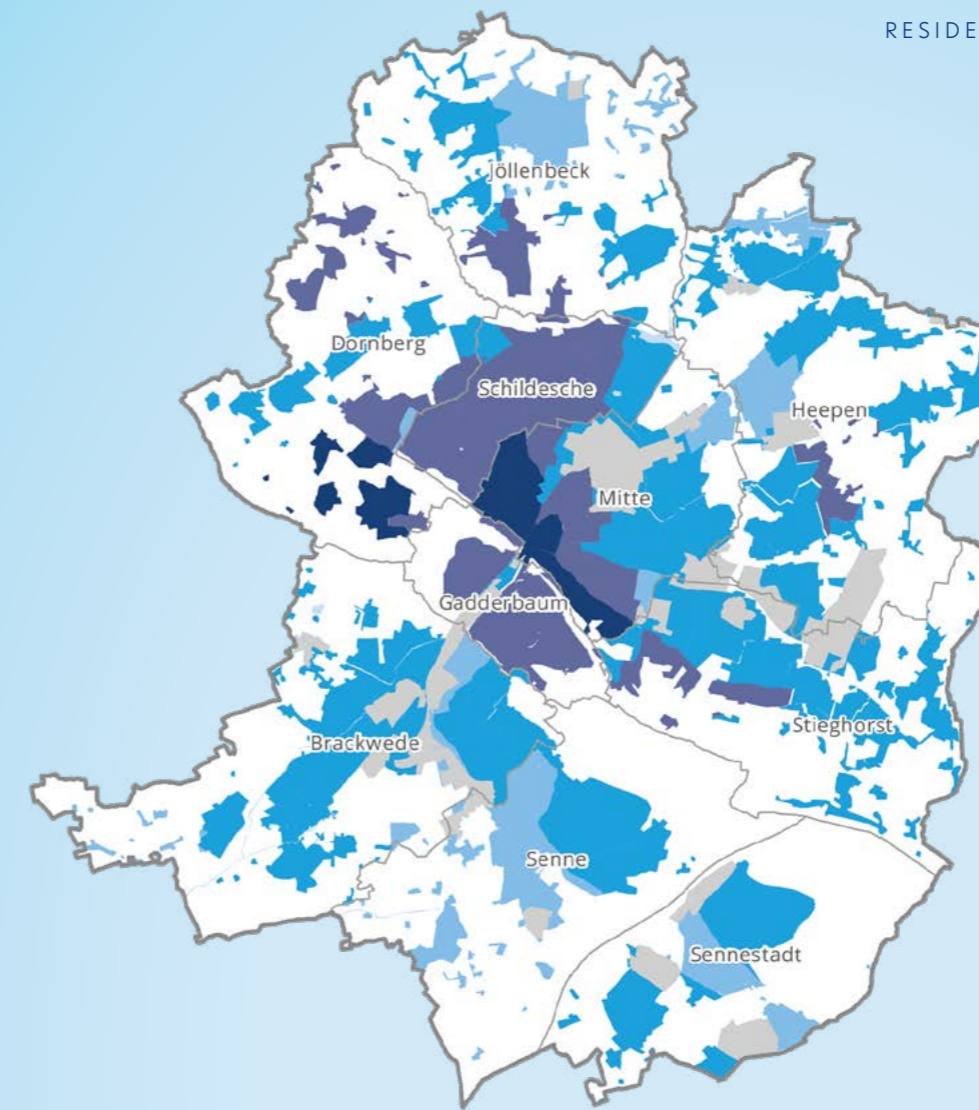 RESIDE
Jöllenbeck
Dornberg
Schildesche
Heepen
Mitte
Gadderbaum
Stieghorst
Brackwede
Senne
Sennestadt